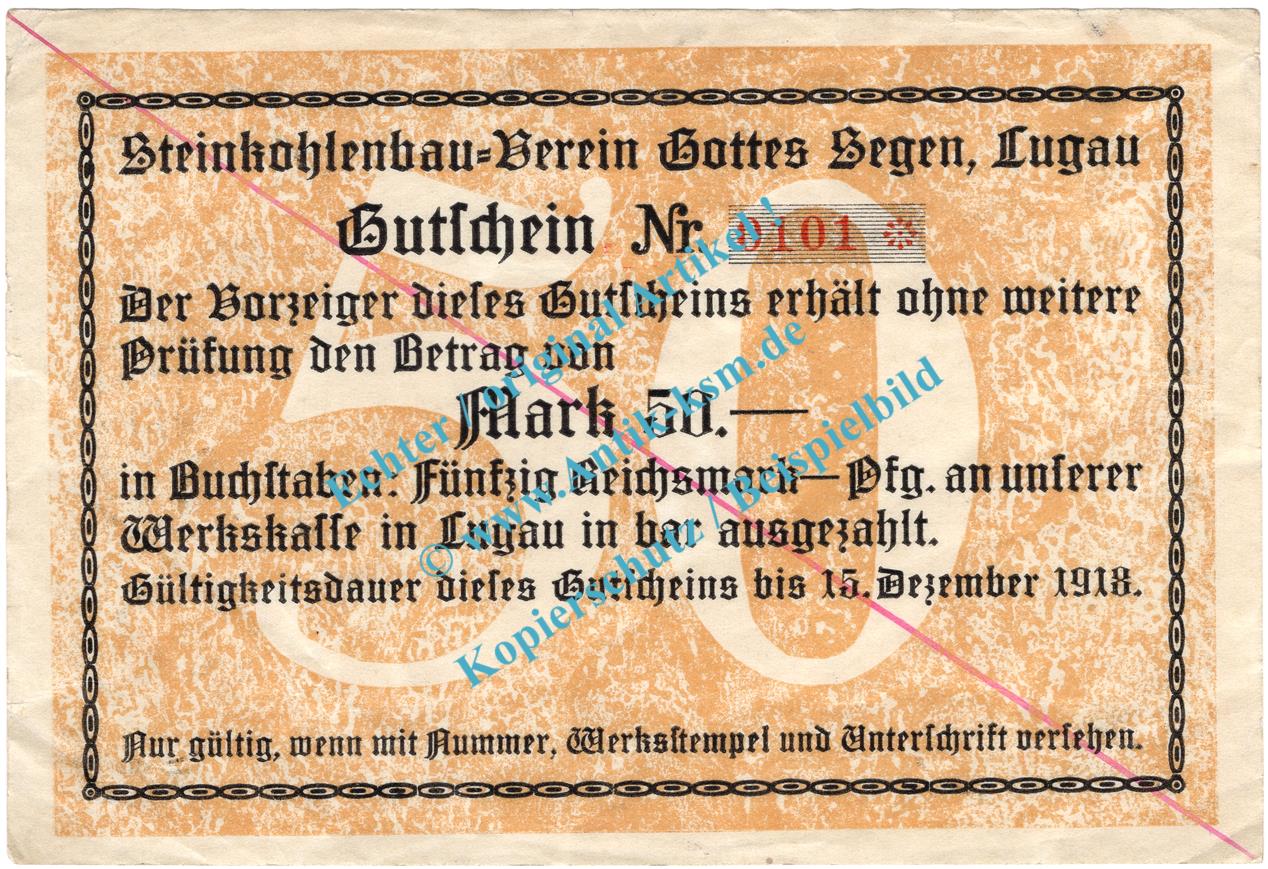 Steinkohlenbau=Verein Gottes Segen, Lugau
Gutschein Nr. 0101 *
Der Vorzeiger dieses Gutscheins erhält ohne weitere
Prüfung den Betrag von
Mark 50.—
in Buchstaben: Fünfzig Reichsmark — Pfg. an unserer
Werkskasse in Lugau in bar ausgezahlt.
Gültigkeitsdauer dieses Gutscheins bis 15. Dezember 1918.
Nur gültig, wenn mit Nummer, Werksstempel und Unterschrift versehen.
50
Echter / original Artikel !
© www.Antik-ksm.de
Kopierschutz / Beispielbild